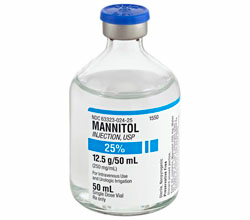 NDC 63323-024-25 1550
MANNITOL
INJECTION, USP
25%
12.5 g/50 mL
(250 mg/mL)
For Intravenous Use
and Urologic Irrigation
50 mL
Single Dose Vial
Rx only